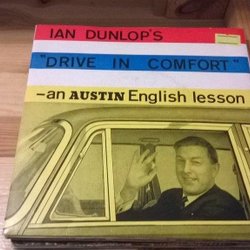 IAN DUNLOP'S
"DRIVE IN COMFORT"
–an AUSTIN English lesson